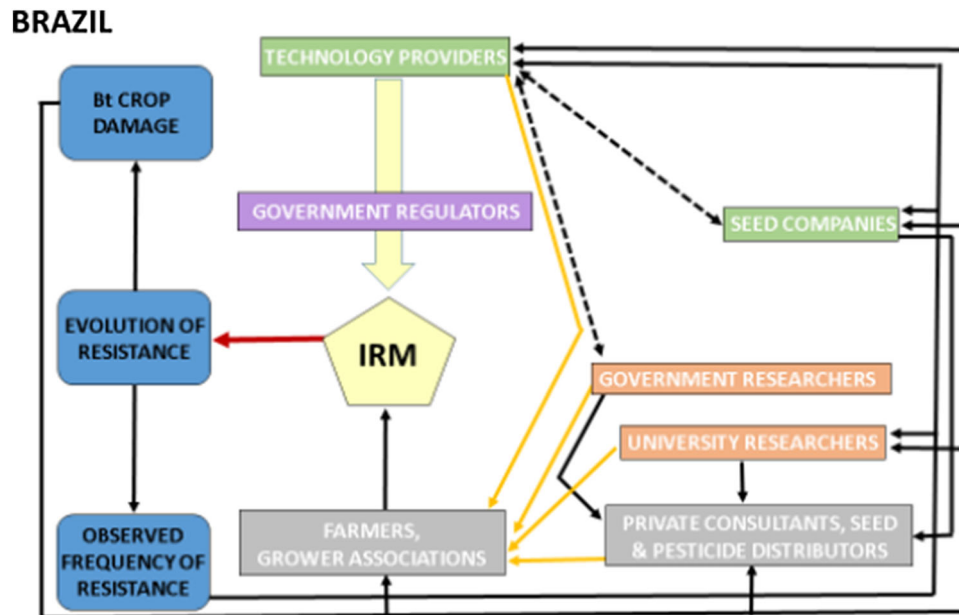 BRAZIL
TECHNOLOGY PROVIDERS
Bt CROP
DAMAGE
GOVERNMENT REGULATORS
SEED COMPANIES
EVOLUTION OF
RESISTANCE
IRM
GOVERNMENT RESEARCHERS
UNIVERSITY RESEARCHERS
OBSERVED
FREQUENCY OF
RESISTANCE
FARMERS,
GROWER ASSOCIATIONS
PRIVATE CONSULTANTS, SEED
& PESTICIDE DISTRIBUTORS